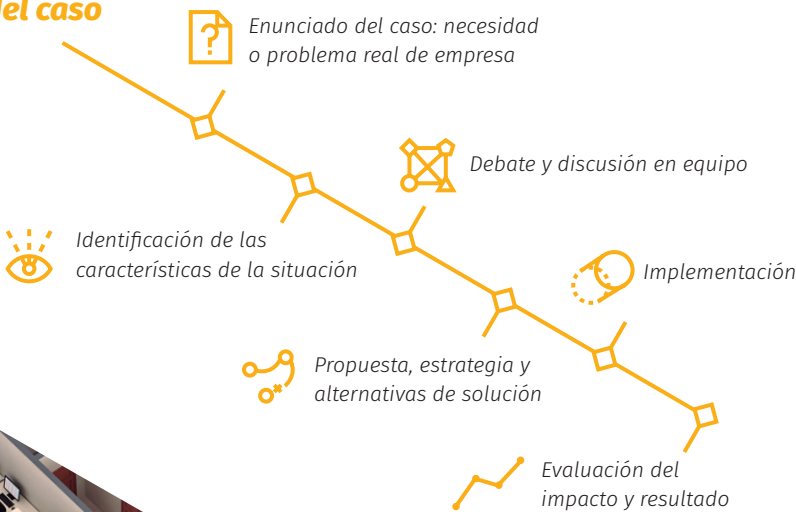 del caso
Enunciado del caso: necesidad
o problema real de empresa
Identificación de las
características de la situación
Debate y discusión en equipo
Propuesta, estrategia y
alternativas de solución
Implementación
Evaluación del
impacto y resultado